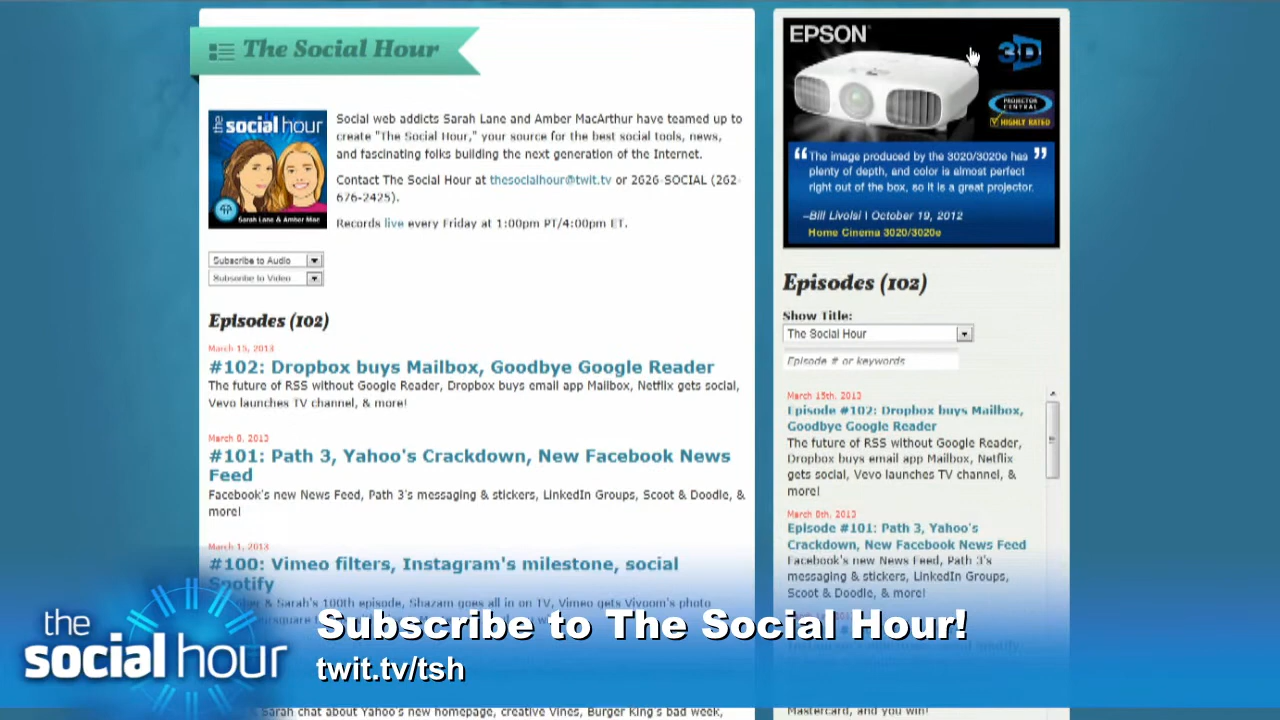 The Social Hour
the
social hour
Sarah Lane & Amber Mac
Social web addicts Sarah Lane and Amber MacArthur have teamed up to
create "The Social Hour," your source for the best social tools, news,
and fascinating folks building the next generation of the Internet.
Contact The Social Hour at thesocialhour@twit.tv or 2626-SOCIAL (262-
676-2425).
Records live every Friday at 1:00pm PT/4:00pm ET.
Subscribe to Audio
Subscribe to Video
Episodes (102)
March 15, 2013
#102: Dropbox buys Mailbox, Goodbye Google Reader
The future of RSS without Google Reader, Dropbox buys email app Mailbox, Netflix gets social,
Vevo launches TV channel, & more!
March 8, 2013
#101: Path 3, Yahoo's Crackdown, New Facebook News
Feed
Facebook's new News Feed, Path 3's messaging & stickers, LinkedIn Groups, Scoot & Doodle, &
more!
March 1, 2013
#100: Vimeo filters, Instagram's milestone, social
Spotify
& Sarah's 100th episode, Shazam goes all in on TV, Vimeo gets Vivoom's photo
Sarah chat about Yahoo's new homepage, creative Vines, Burger King's bad week,
EPSON
3D
PROJECTOR
CENTRAL
HIGHLY RATED
"The image produced by the 3020/3020e has
plenty of depth, and color is almost perfect
right out of the box, so it is a great projector."
–Bill Livolsi | October 19, 2012
Home Cinema 3020/3020e
Episodes (102)
Show Title:
The Social Hour
Episode # or keywords
March 15th, 2013
Episode #102: Dropbox buys Mailbox,
Goodbye Google Reader
The future of RSS without Google Reader,
Dropbox buys email app Mailbox, Netflix
gets social, Vevo launches TV channel, &
more!
March 8th, 2013
Episode #101: Path 3, Yahoo's
Crackdown, New Facebook News Feed
Facebook's new News Feed, Path 3's
messaging & stickers, LinkedIn Groups,
Scoot & Doodle, & more!
Mastercard, and you win!
the
social hour
Subscribe to The Social Hour!
twit.tv/tsh